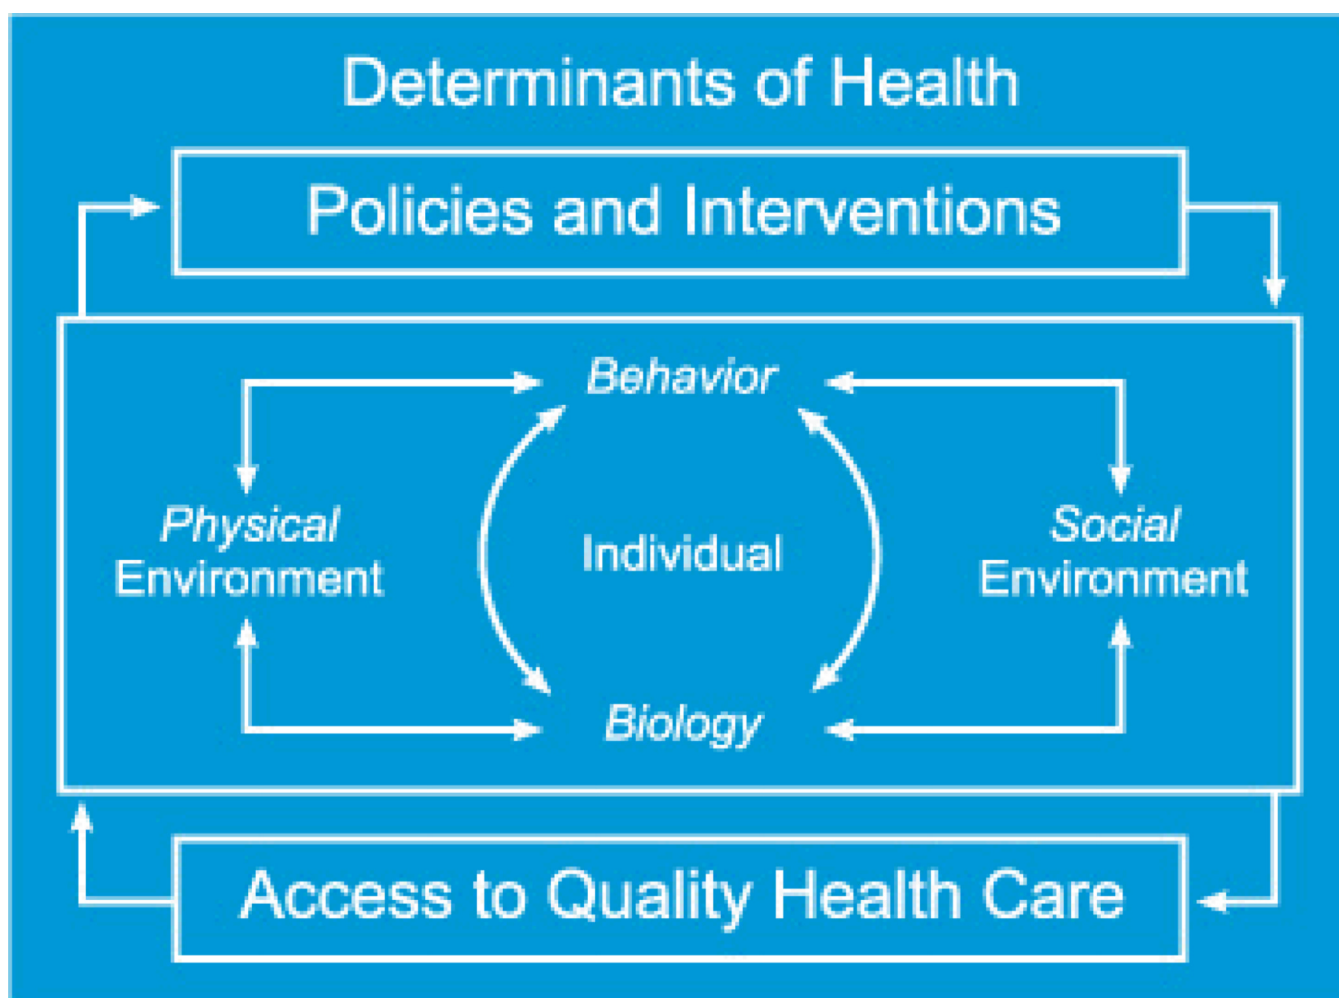 Determinants of Health
Policies and Interventions
Behavior
Physical
Environment
Individual
Social
Environment
Biology
Access to Quality Health Care